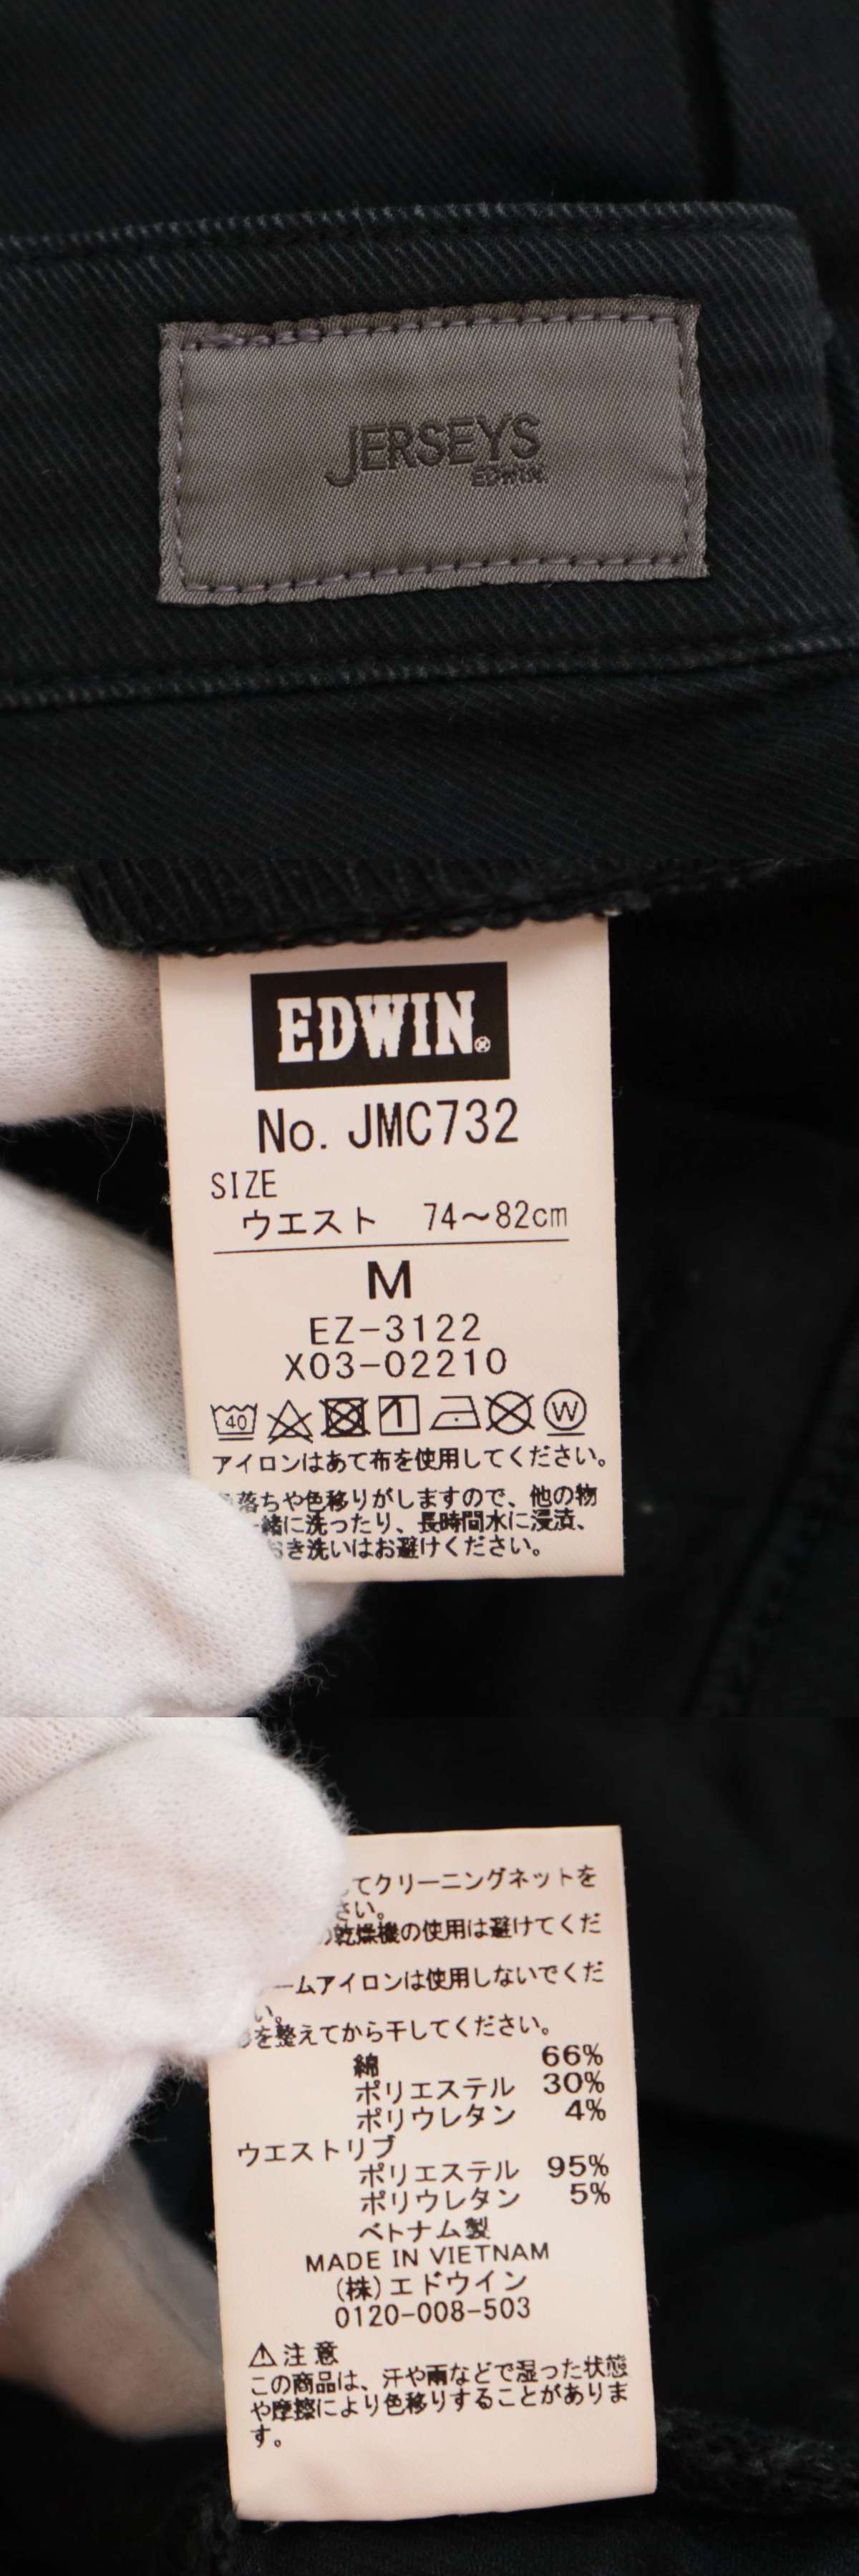 JERSEYS
EDWIN
EDWIN®
No. JMC732
SIZE
ウエスト 74〜82cm
M
EZ-3122
X03-02210
40 W
アイロンはあて布を使用してください。
落ちや色移りがしますので、他の物
緒に洗ったり、長時間水に浸漬、
おき洗いはお避けください。
てクリーニングネットを
さい。
の乾燥機の使用は避けてくだ
ームアイロンは使用しないでくだ
い。
を整えてから干してください。
綿 66%
ポリエステル 30%
ポリウレタン 4%
ウエストリブ
ポリエステル 95%
ポリウレタン 5%
ベトナム製
MADE IN VIETNAM
(株)エドウイン
0120-008-503
⚠注意
この商品は、汗や雨などで湿った状態
や摩擦により色移りすることがありま
す。